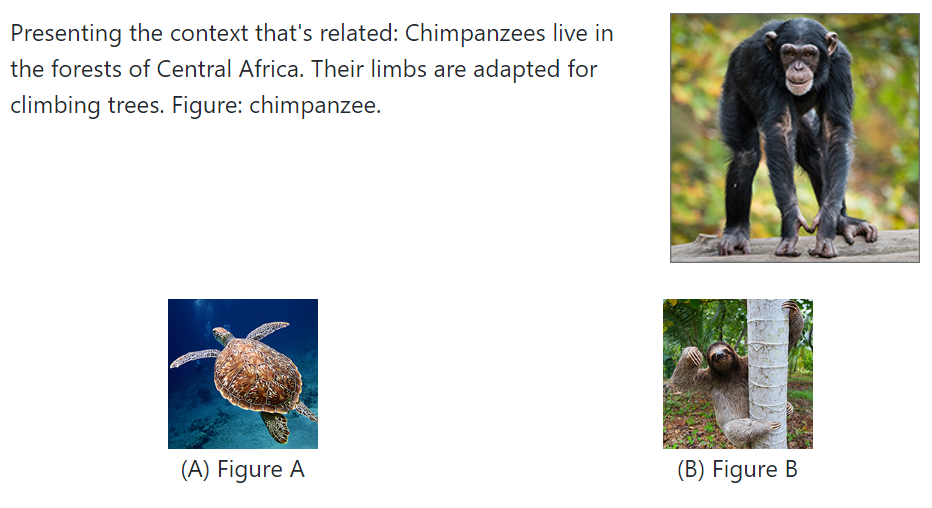 Presenting the context that's related: Chimpanzees live in
the forests of Central Africa. Their limbs are adapted for
climbing trees. Figure: chimpanzee.
(A) Figure A
(B) Figure B